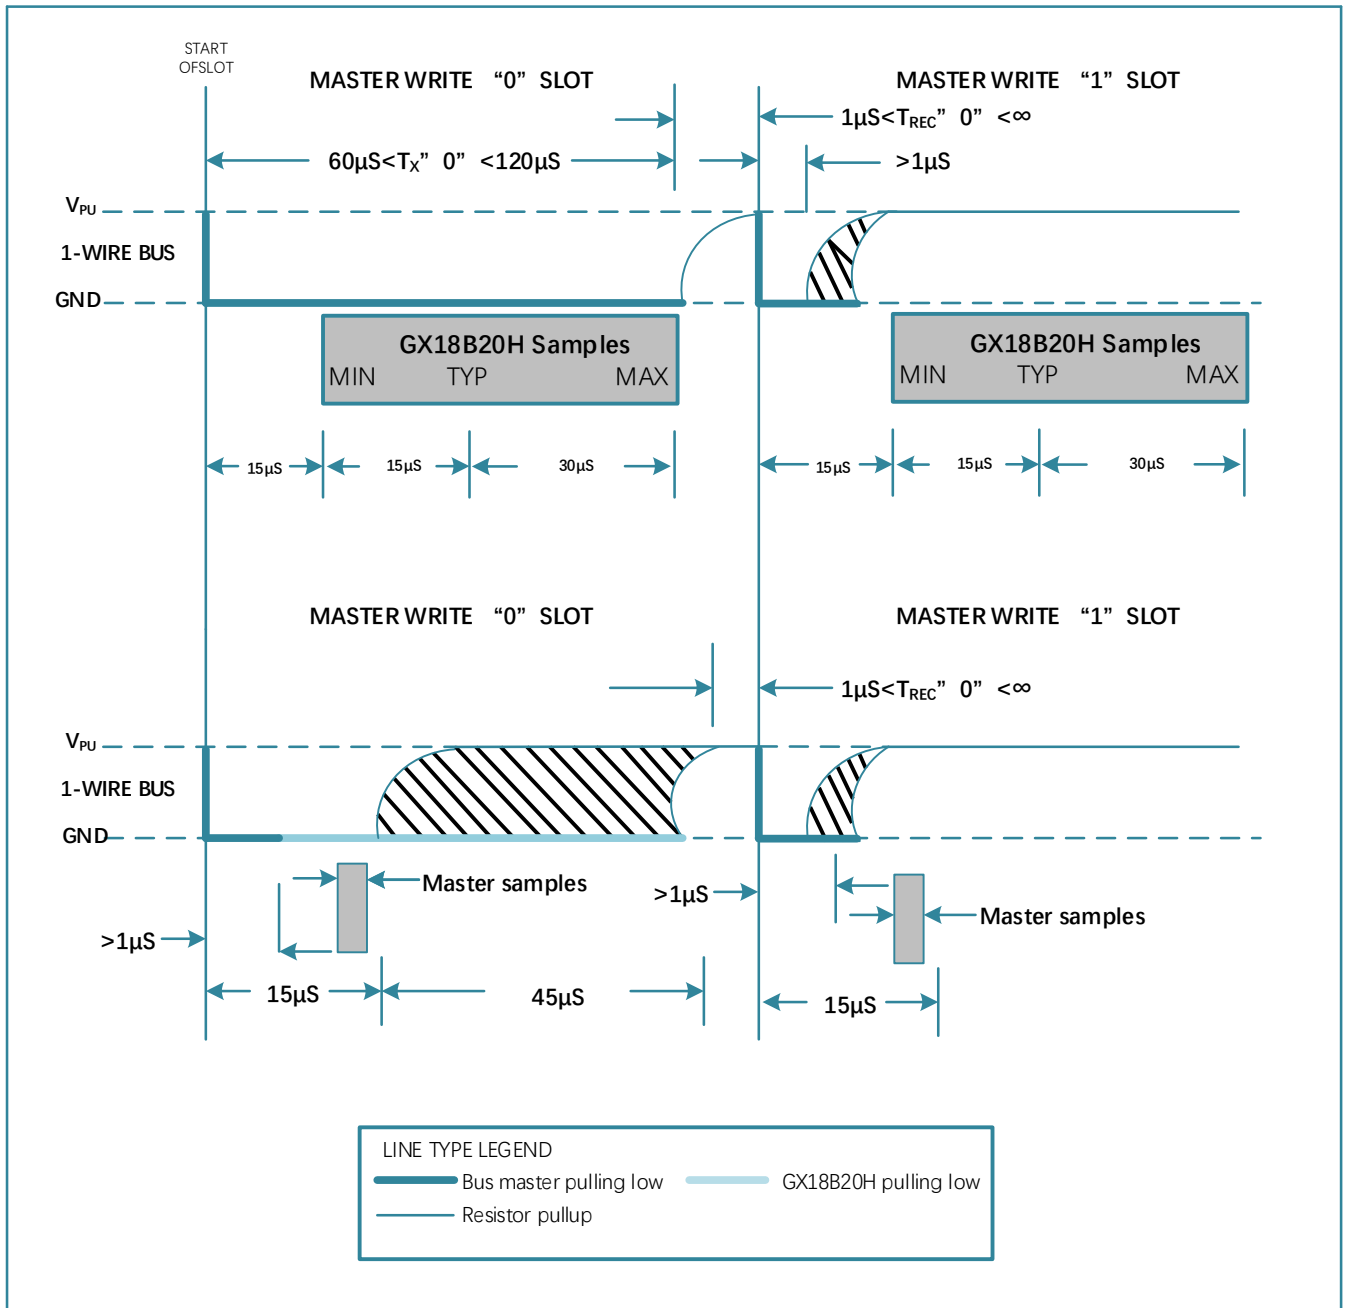 START
OFSLOT
MASTER WRITE “0” SLOT
MASTER WRITE “1” SLOT
1μS<TREC” 0” <∞
60μS<TX” 0” <120μS
>1μS
VPU
1-WIRE BUS
GND
GX18B20H Samples
MIN TYP MAX
GX18B20H Samples
MIN TYP MAX
15μS 15μS 30μS
15μS 15μS 30μS
MASTER WRITE “0” SLOT
MASTER WRITE “1” SLOT
1μS<TREC” 0” <∞
VPU
1-WIRE BUS
GND
Master samples
>1μS
Master samples
>1μS
15μS
45μS
15μS
LINE TYPE LEGEND
Bus master pulling low
GX18B20H pulling low
Resistor pullup